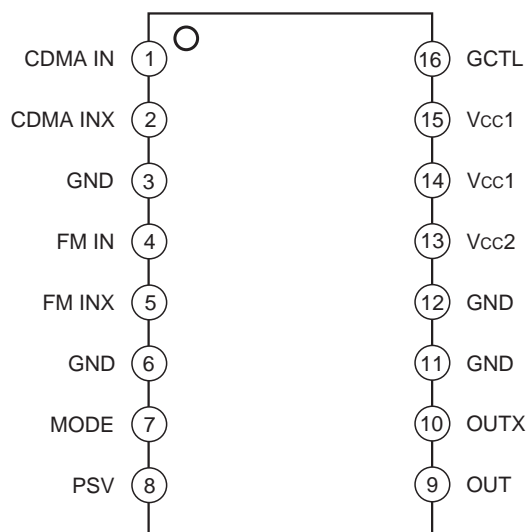 CDMA IN 1 16 GCTL
CDMA INX 2 15 Vcc1
GND 3 14 Vcc1
FM IN 4 13 Vcc2
FM INX 5 12 GND
GND 6 11 GND
MODE 7 10 OUTX
PSV 8 9 OUT